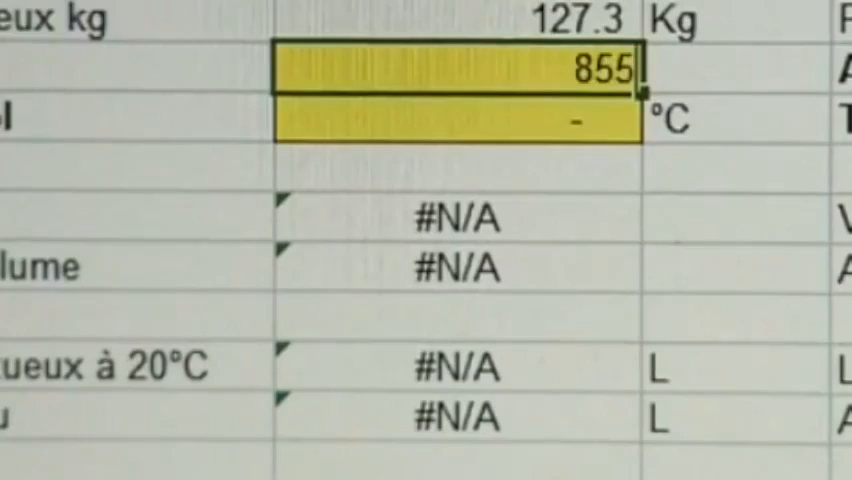 eux kg 127.3 Kg
855
- °C
#N/A
lume #N/A
ueux à 20°C #N/A L L
#N/A L